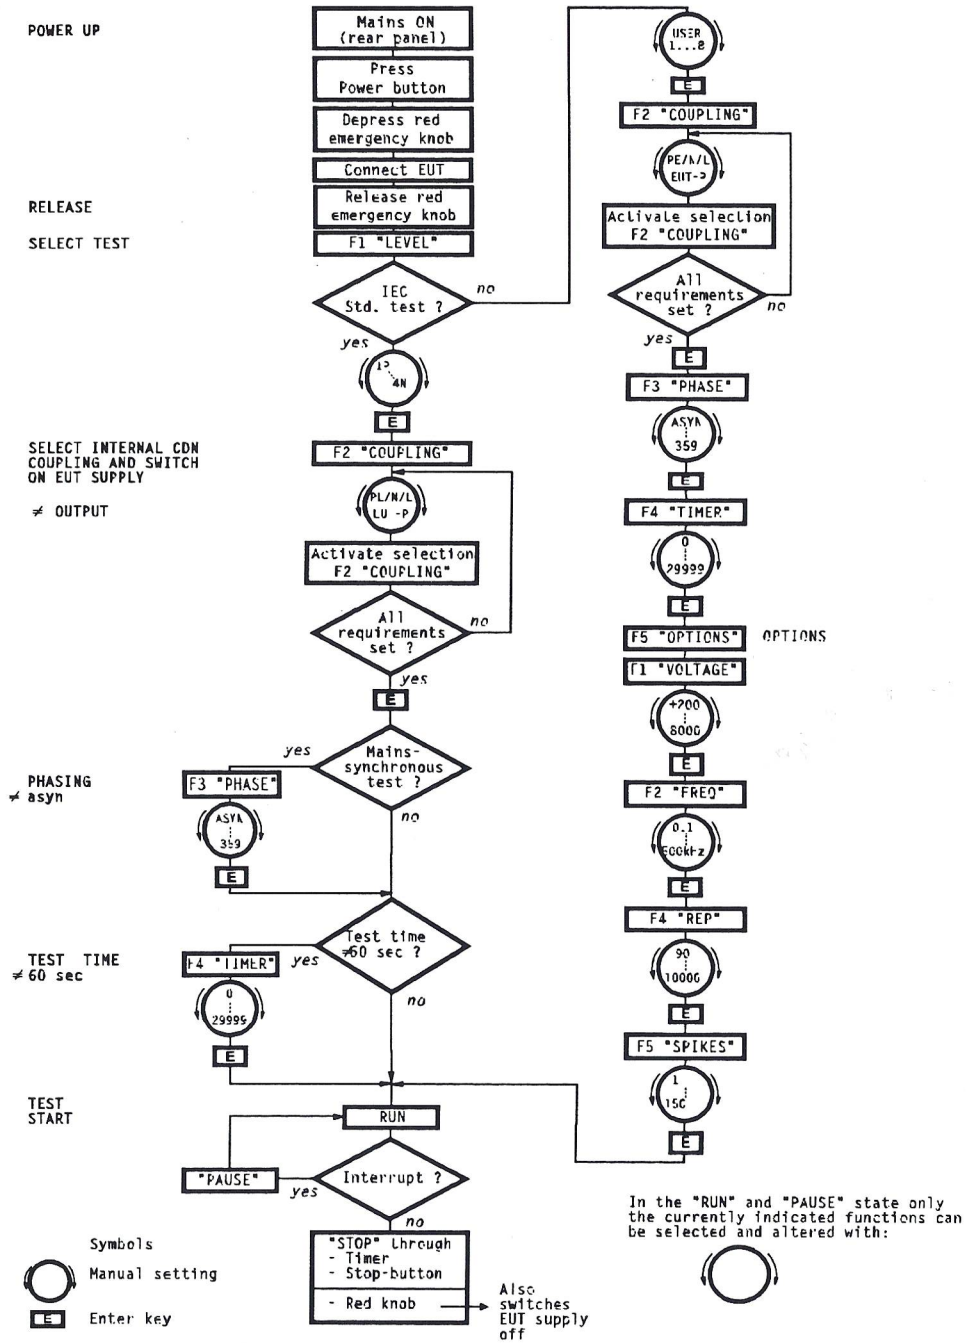 POWER UP
Mains ON
(rear panel)
Press
Power button
Depress red
emergency knob
Connect EUT
RELEASE
Release red
emergency knob
SELECT TEST
F1 "LEVEL"
IEC
Std. test ?
no
yes
4N
E
SELECT INTERNAL CDN
COUPLING AND SWITCH
ON EUT SUPPLY
≠ OUTPUT
F2 "COUPLING"
Activate selection
F2 "COUPLING"
All
requirements
set ?
no
yes
E
Mains-
synchronous
test ?
yes
no
PHASING
≠ asyn
F3 "PHASE"
359
E
Test time
≠60 sec ?
yes
no
TEST TIME
≠ 60 sec
F4 "TIMER"
0
29999
E
TEST
START
RUN
"PAUSE"
Interrupt ?
yes
no
"STOP" through
- Timer
- Stop-button
- Red knob
Also
switches
EUT supply
off
Symbols
Manual setting
E
Enter key
USER
1...8
E
F2 "COUPLING"
PE/N/L
EUT-P
Activate selection
F2 "COUPLING"
All
requirements
set ?
no
yes
E
F3 "PHASE"
359
E
F4 "TIMER"
0
29999
E
F5 "OPTIONS"
OPTIONS
F1 "VOLTAGE"
8000
E
F2 "FREQ"
0.1
E
F4 "REP"
90
10000
E
F5 "SPIKES"
1
150
E
In the "RUN" and "PAUSE" state only
the currently indicated functions can
be selected and altered with: